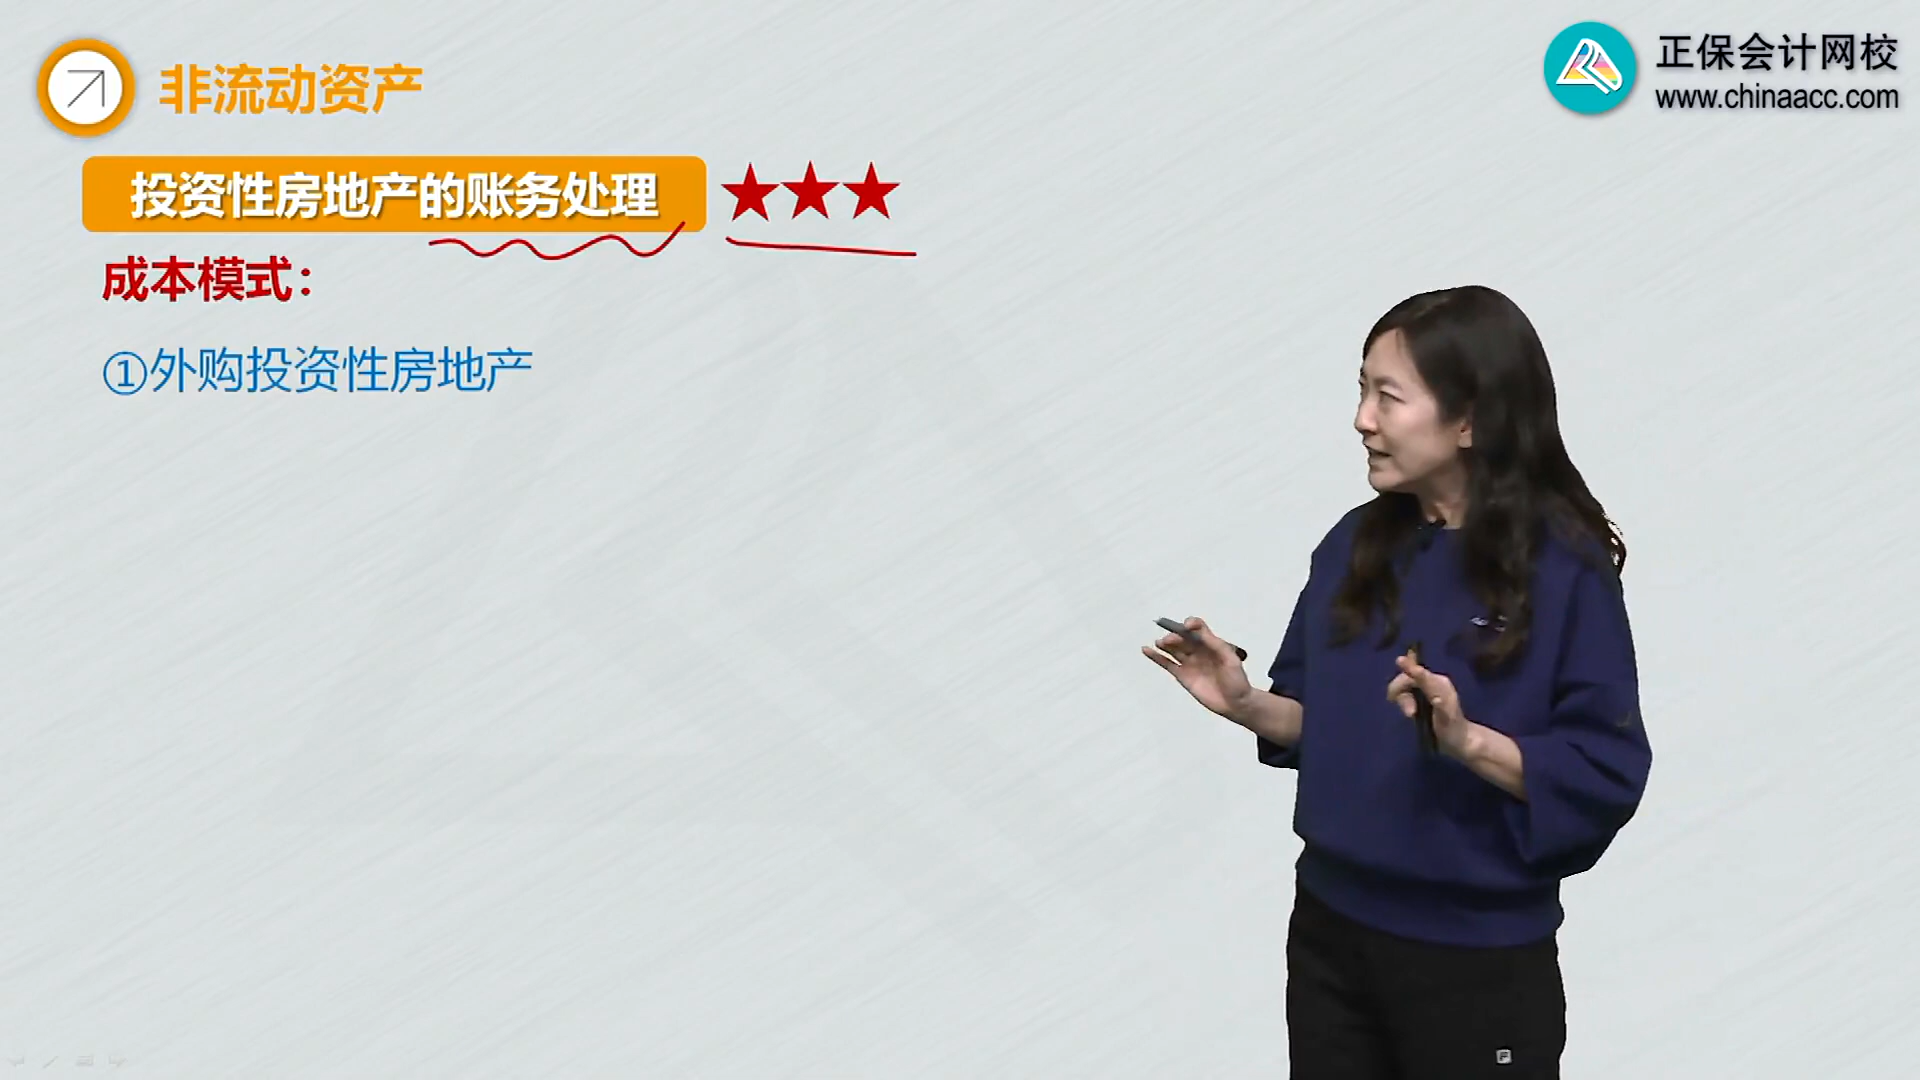 非流动资产
正保会计网校
www.chinaacc.com
投资性房地产的账务处理 ★★★
成本模式：
①外购投资性房地产